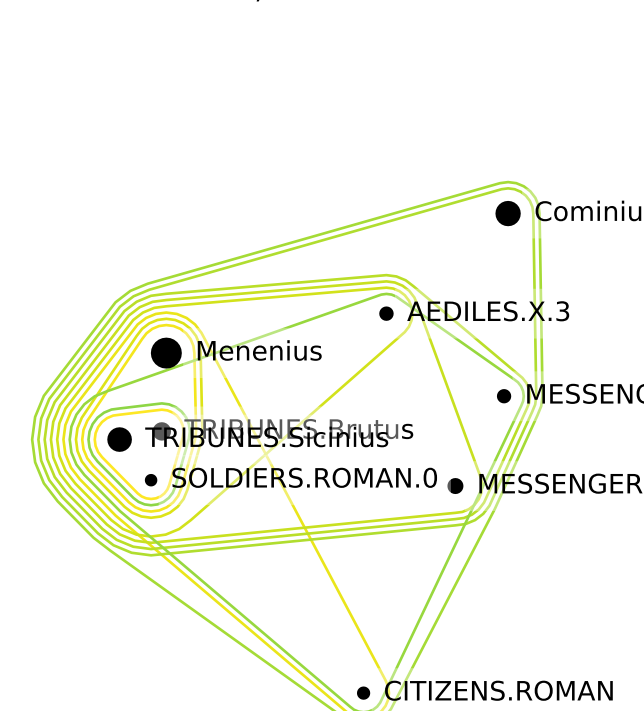 Cominiu
AEDILES.X.3
Menenius
MESSENG
TRIBUNES.Brutus
TRIBUNES.Sicinius
SOLDIERS.ROMAN.0
MESSENGER
CITIZENS.ROMAN